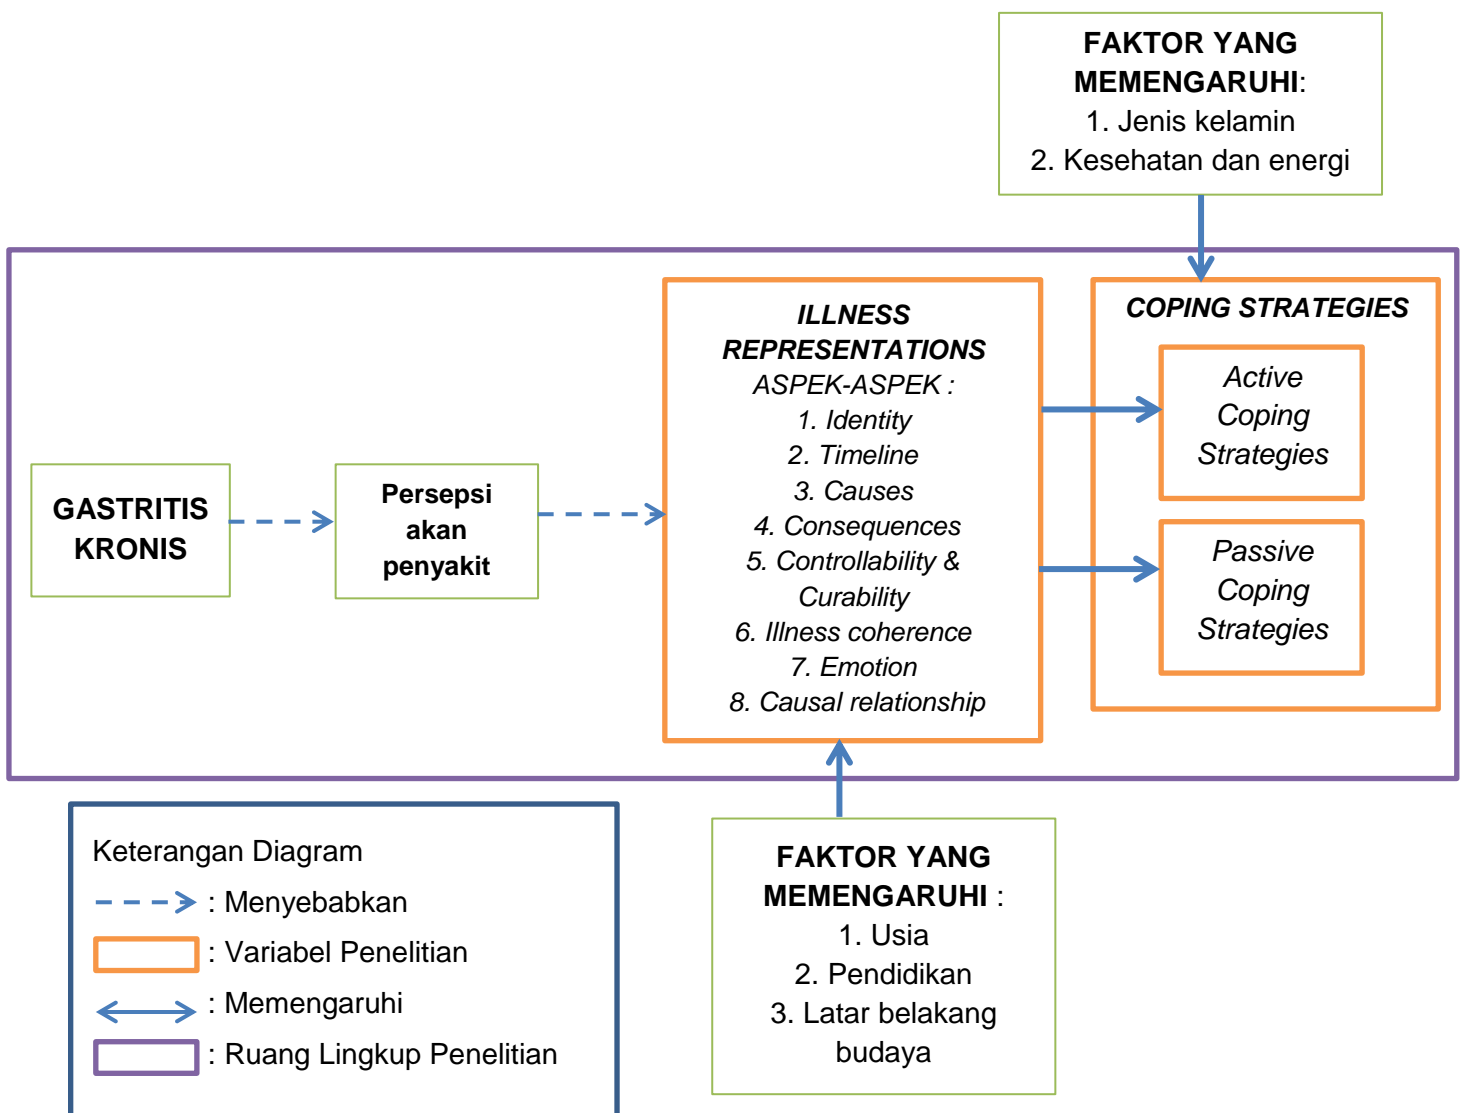 FAKTOR YANG
MEMENGARUHI:
1. Jenis kelamin
2. Kesehatan dan energi
GASTRITIS
KRONIS
Persepsi
akan
penyakit
ILLNESS
REPRESENTATIONS
ASPEK-ASPEK :
1. Identity
2. Timeline
3. Causes
4. Consequences
5. Controllability &
Curability
6. Illness coherence
7. Emotion
8. Causal relationship
COPING STRATEGIES
Active
Coping
Strategies
Passive
Coping
Strategies
Keterangan Diagram
: Menyebabkan
: Variabel Penelitian
: Memengaruhi
: Ruang Lingkup Penelitian
FAKTOR YANG
MEMENGARUHI :
1. Usia
2. Pendidikan
3. Latar belakang
budaya